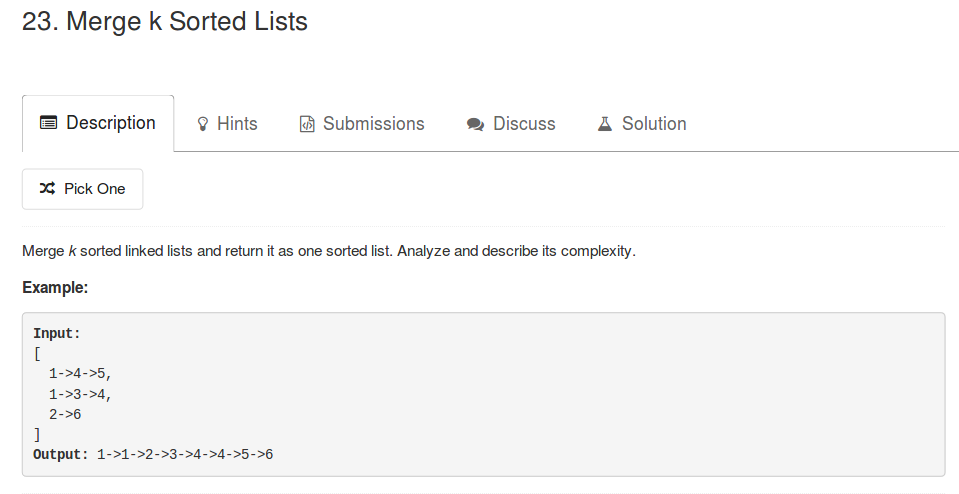 23. Merge k Sorted Lists
Description Hints Submissions Discuss Solution
Pick One
Merge k sorted linked lists and return it as one sorted list. Analyze and describe its complexity.
Example:
Input:
[
  1->4->5,
  1->3->4,
  2->6
]
Output: 1->1->2->3->4->4->5->6